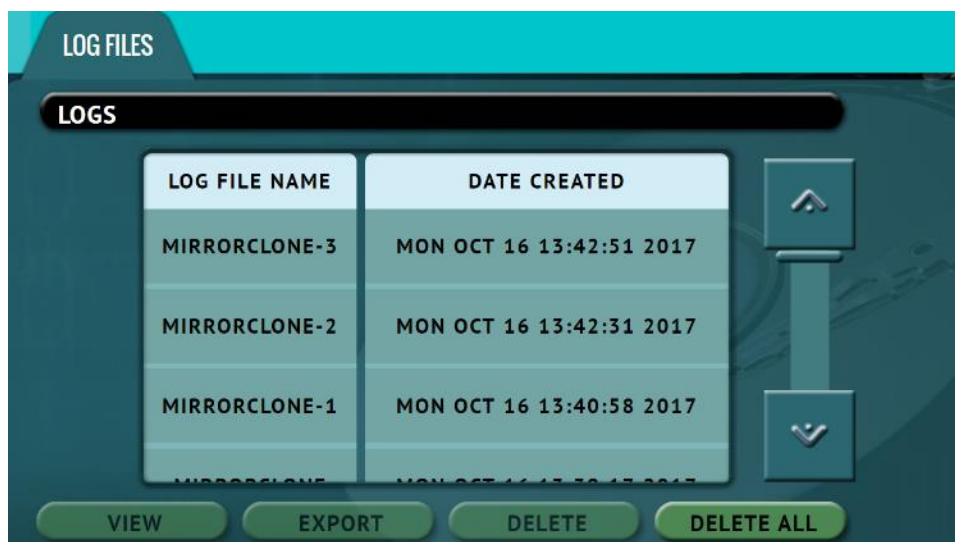 LOG FILES
LOGS
LOG FILE NAME DATE CREATED
MIRRORCLONE-3 MON OCT 16 13:42:51 2017
MIRRORCLONE-2 MON OCT 16 13:42:31 2017
MIRRORCLONE-1 MON OCT 16 13:40:58 2017
VIEW EXPORT DELETE DELETE ALL